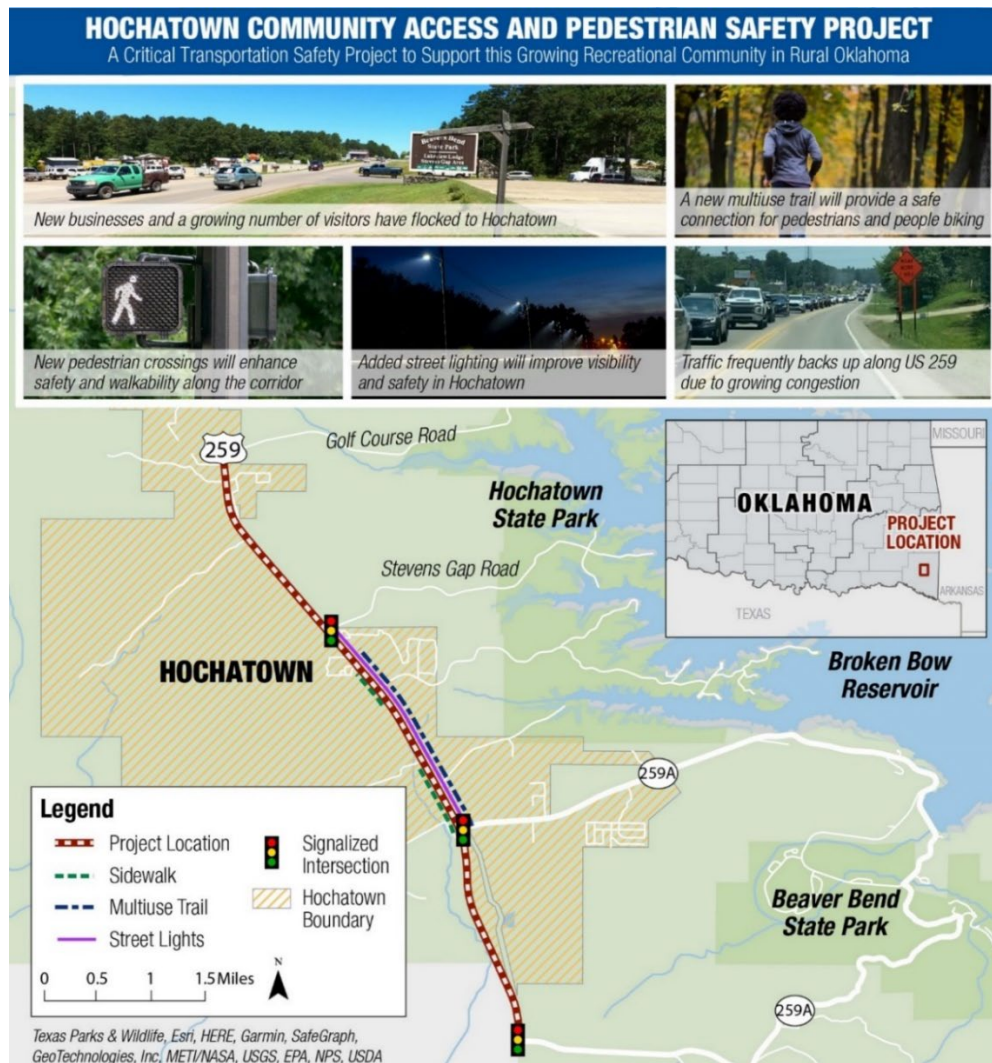 HOCHATOWN COMMUNITY ACCESS AND PEDESTRIAN SAFETY PROJECT
A Critical Transportation Safety Project to Support this Growing Recreational Community in Rural Oklahoma
Beavers Bend
State Park
New businesses and a growing number of visitors have flocked to Hochatown
A new multiuse trail will provide a safe
connection for pedestrians and people biking
New pedestrian crossings will enhance
safety and walkability along the corridor
Added street lighting will improve visibility
and safety in Hochatown
Traffic frequently backs up along US 259
due to growing congestion
259
Golf Course Road
Hochatown
State Park
Stevens Gap Road
HOCHATOWN
MISSOURI
OKLAHOMA
PROJECT
LOCATION
ARKANSAS
TEXAS
Broken Bow
Reservoir
259A
Beaver Bend
State Park
259A
Legend
Project Location
Sidewalk
Multiuse Trail
Street Lights
Signalized
Intersection
Hochatown
Boundary
0 0.5 1 1.5 Miles
N
Texas Parks & Wildlife, Esri, HERE, Garmin, SafeGraph,
GeoTechnologies, Inc, METI/NASA, USGS, EPA, NPS, USDA